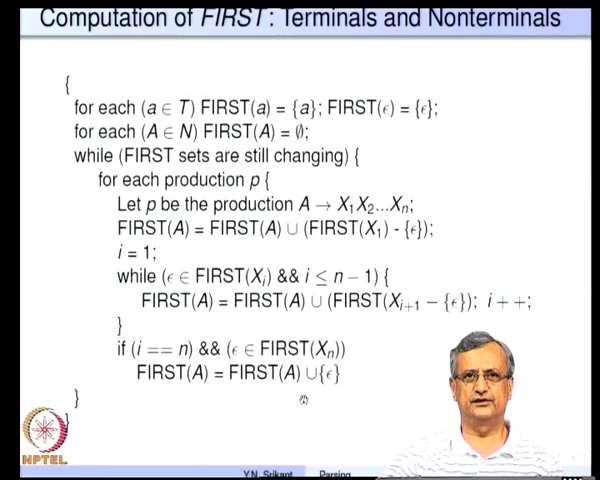 Computation of FIRST: Terminals and Nonterminals
{
for each (a ∈ T) FIRST(a) = {a}; FIRST(ϵ) = {ϵ};
for each (A ∈ N) FIRST(A) = ∅;
while (FIRST sets are still changing) {
for each production p {
Let p be the production A → X₁X₂...Xₙ;
FIRST(A) = FIRST(A) ∪ (FIRST(X₁) - {ϵ});
i = 1;
while (ϵ ∈ FIRST(Xᵢ) && i ≤ n − 1) {
FIRST(A) = FIRST(A) ∪ (FIRST(Xᵢ₊₁ − {ϵ}); i + +;
}
if (i == n) && (ϵ ∈ FIRST(Xₙ))
FIRST(A) = FIRST(A) ∪{ϵ}
}
}
NPTEL
Y.N. Srikant Parsing